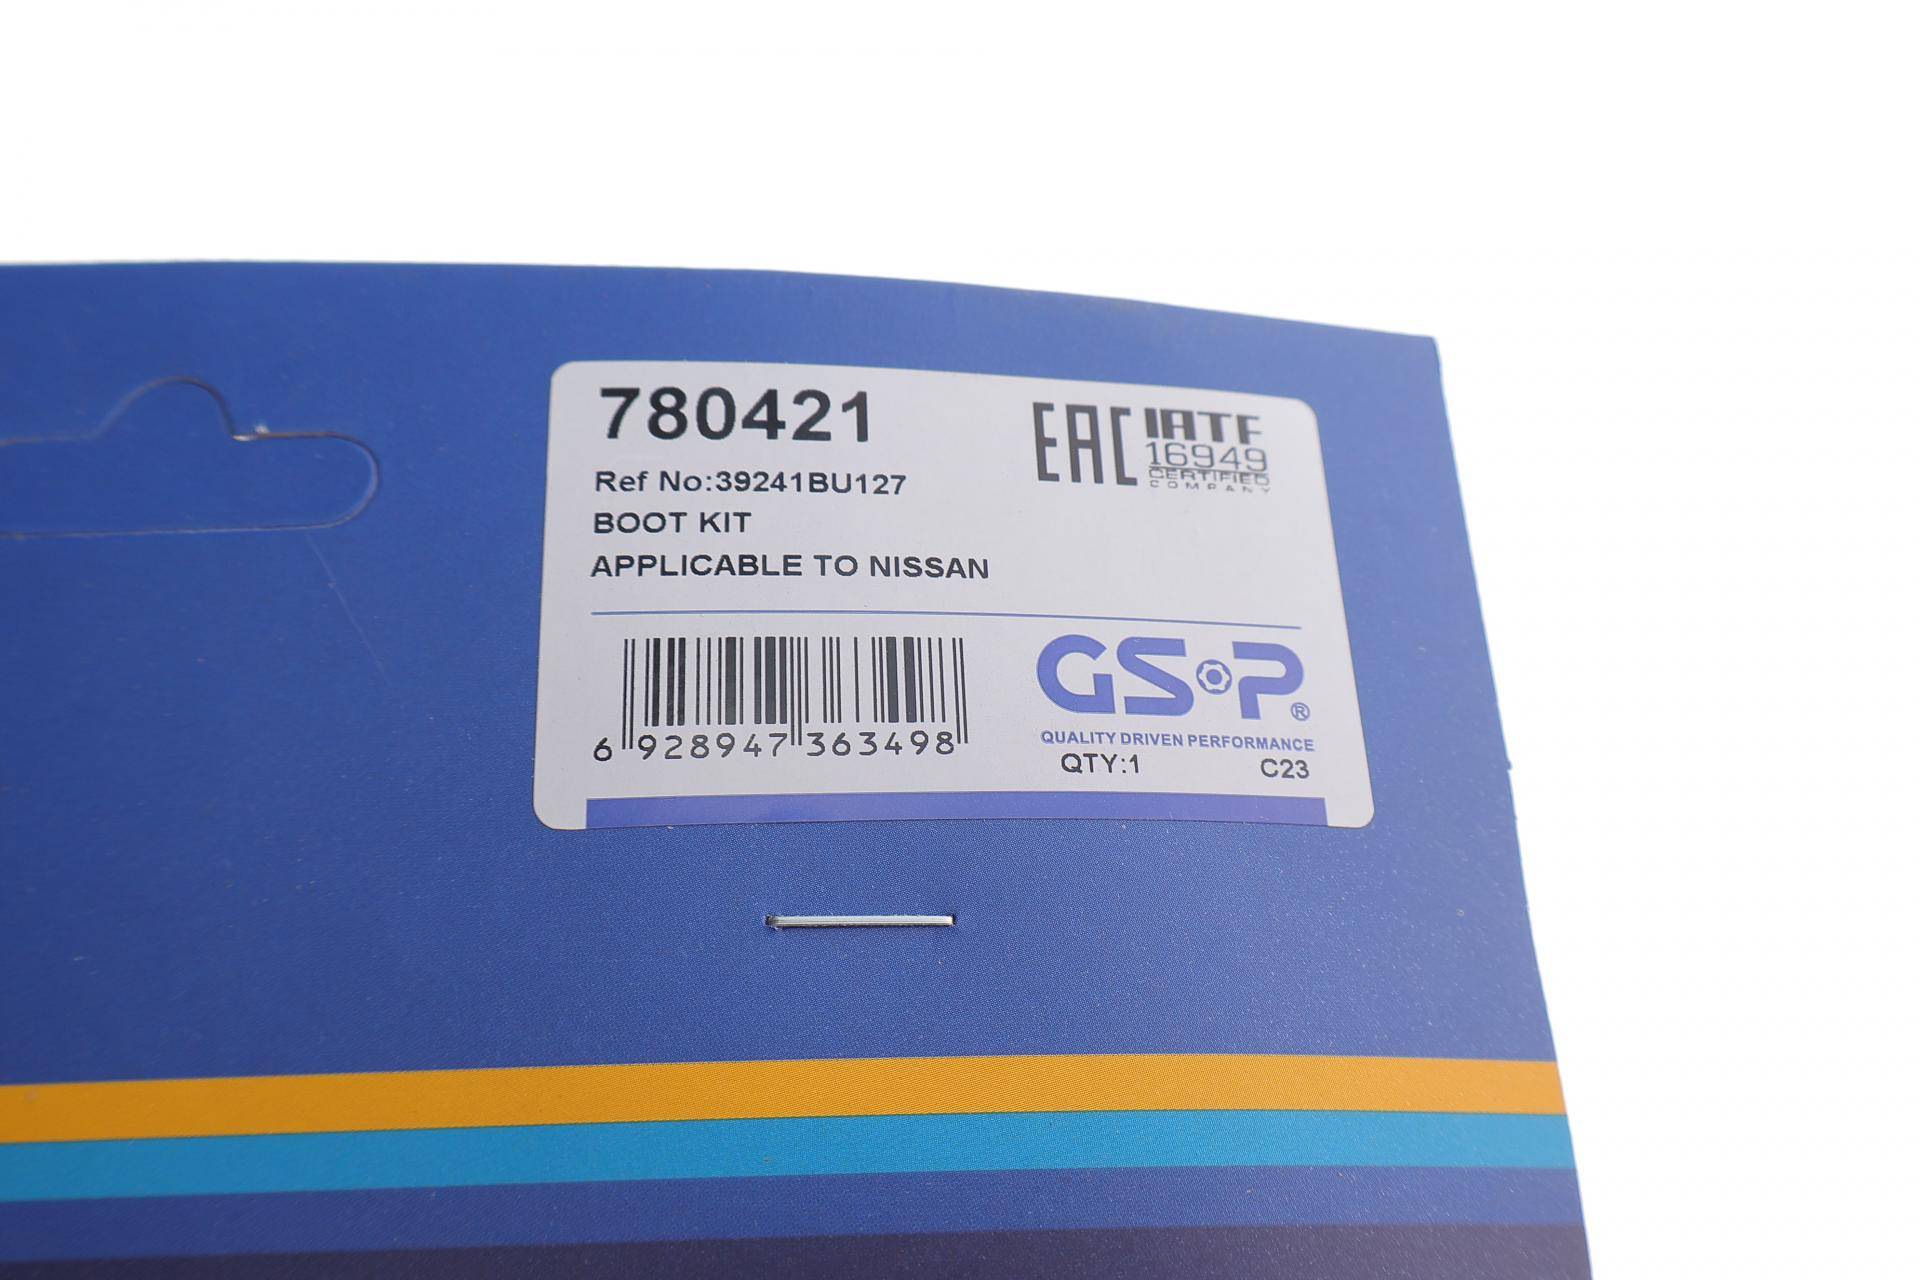 780421
EAC IATF
16949
CERTIFIED
COMPANY
Ref No:39241BU127
BOOT KIT
APPLICABLE TO NISSAN
GSP®
QUALITY DRIVEN PERFORMANCE
6 928947 363498
QTY:1 C23